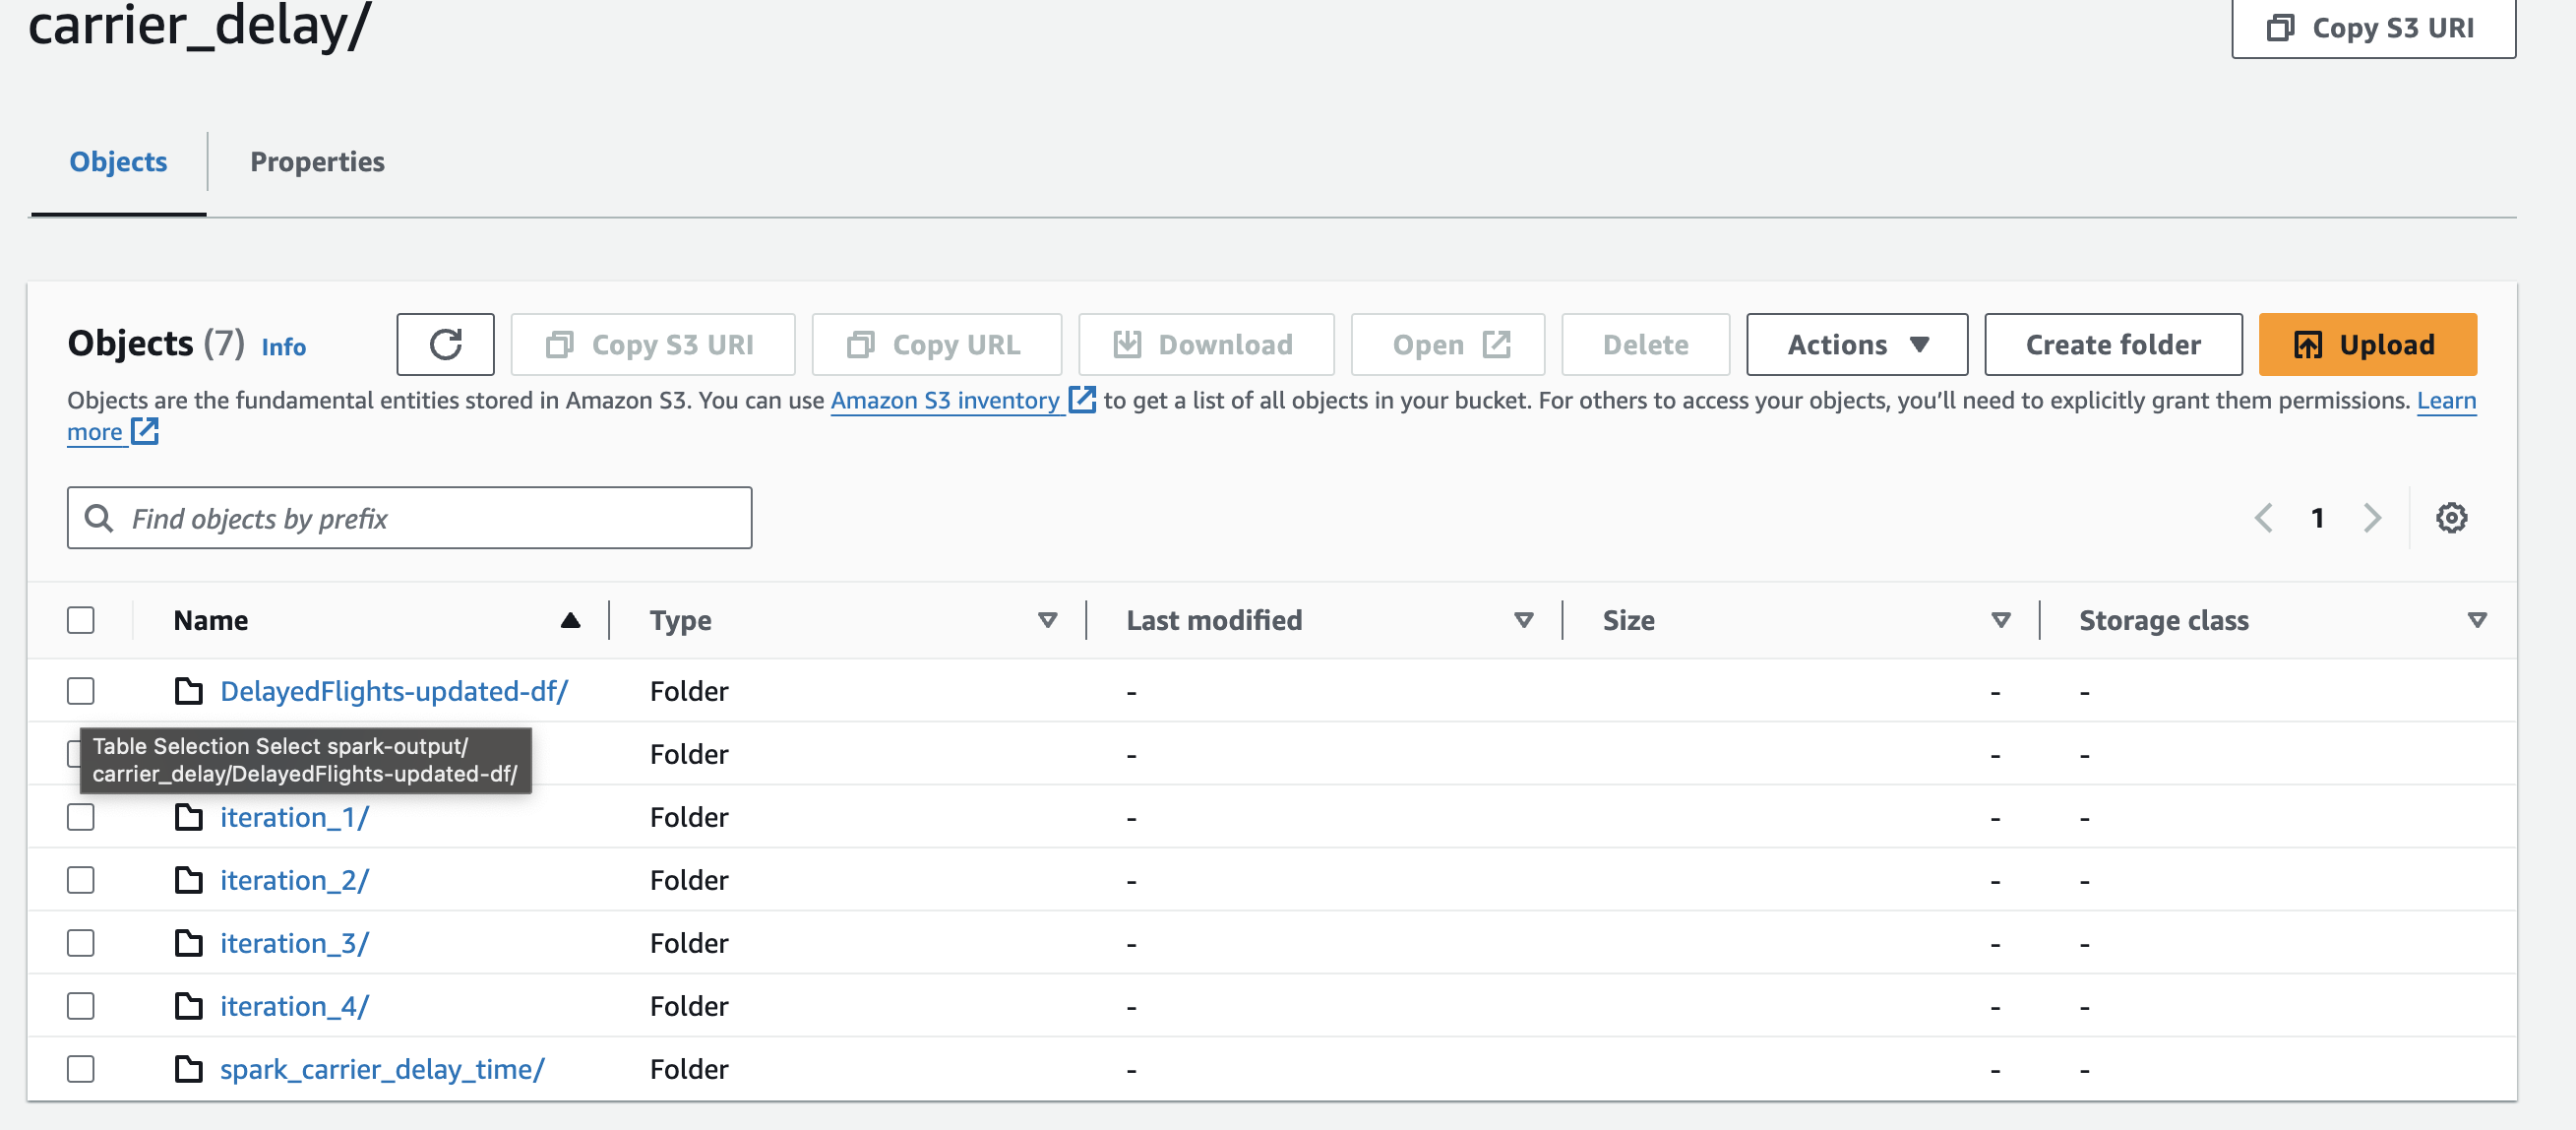 carrier_delay/
Copy S3 URI
Objects
Properties
Objects (7) Info
Copy S3 URI
Copy URL
Download
Open
Delete
Actions
Create folder
Upload
Objects are the fundamental entities stored in Amazon S3. You can use Amazon S3 inventory to get a list of all objects in your bucket. For others to access your objects, you’ll need to explicitly grant them permissions. Learn
more
Find objects by prefix
1
Name Type Last modified Size Storage class
DelayedFlights-updated-df/ Folder - - -
Table Selection Select spark-output/
carrier_delay/DelayedFlights-updated-df/
Folder - - -
iteration_1/ Folder - - -
iteration_2/ Folder - - -
iteration_3/ Folder - - -
iteration_4/ Folder - - -
spark_carrier_delay_time/ Folder - - -